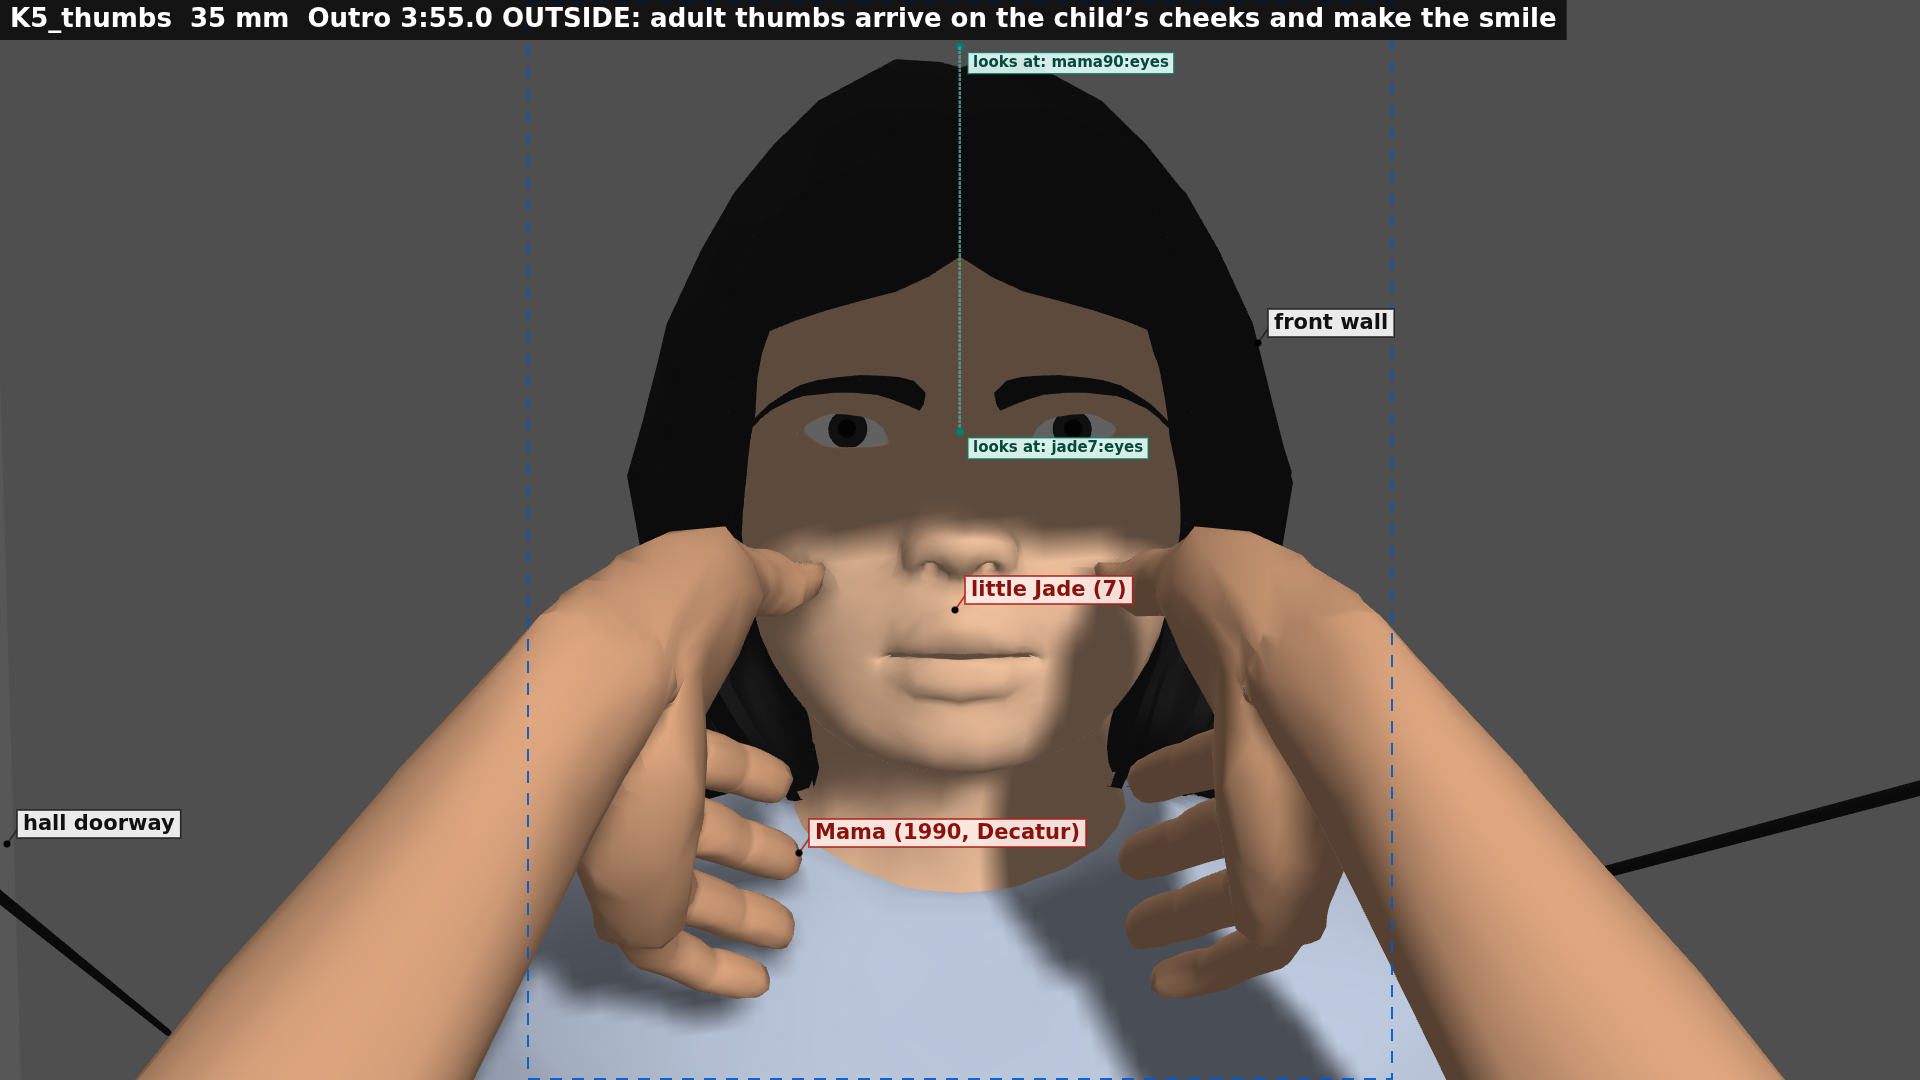 K5_thumbs  35 mm  Outro 3:55.0 OUTSIDE: adult thumbs arrive on the child’s cheeks and make the smile
looks at: mama90:eyes
front wall
looks at: jade7:eyes
little Jade (7)
hall doorway
Mama (1990, Decatur)